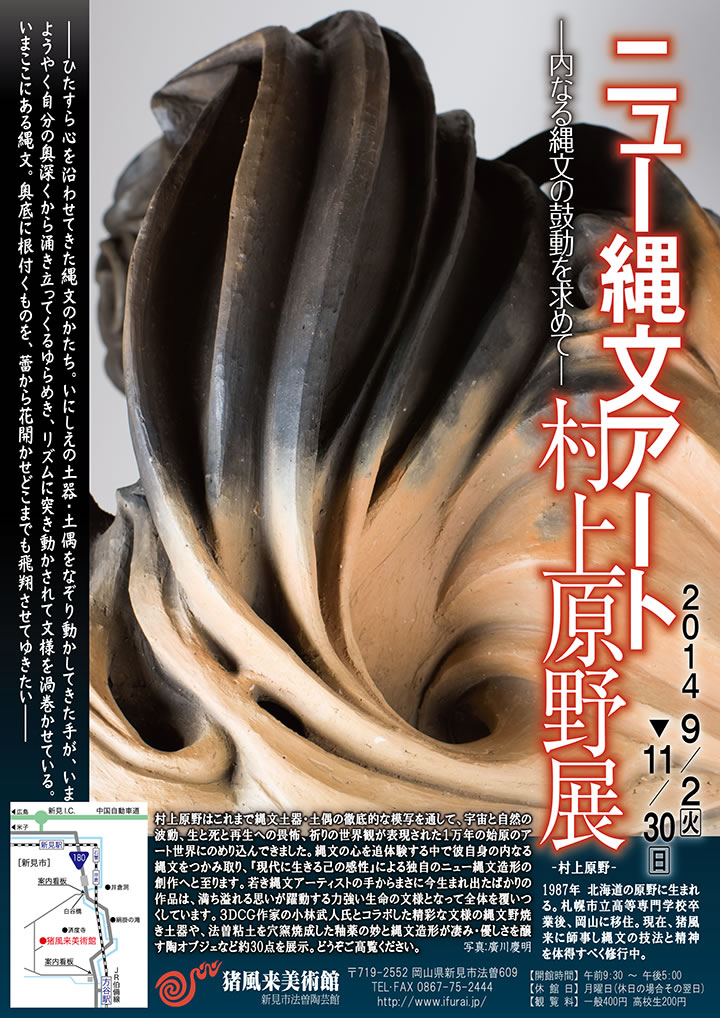 ニュー縄文アート
村上原野展
―内なる縄文の鼓動を求めて―
2014 9/2火
▼
11/30日
――ひたすら心を沿わせてきた縄文のかたち。いにしえの土器・土偶をなぞり動かしてきた手が、いま
ようやく自分の奥深くから涌き立ってくるゆらめき、リズムに突き動かされて文様を渦巻かせている。
いまここにある縄文。奥底に根付くものを、蕾から花開かせどこまでも飛翔させてゆきたい――
村上原野はこれまで縄文土器・土偶の徹底的な模写を通して、宇宙と自然の
波動、生と死と再生への畏怖、祈りの世界観が表現された1万年の始原のア
ート世界にのめり込んできました。縄文の心を追体験する中で彼自身の内なる
縄文をつかみ取り、「現代に生きる己の感性」による独自のニュー縄文造形の
創作へと至ります。若き縄文アーティストの手からまさに今生まれ出たばかりの
作品は、満ち溢れる思いが躍動する力強い生命の文様となって全体を覆いつ
くしています。3DCG作家の小林武人氏とコラボした精彩な文様の縄文野焼
き土器や、法曽粘土を穴窯焼成した釉薬の妙と縄文造形が凄み・優しさを醸
す陶オブジェなど約30点を展示。どうぞご高覧ください。
写真:廣川慶明
-村上原野-
1987年 北海道の原野に生まれ
る。札幌市立高等専門学校卒
業後、岡山に移住。現在、猪風
来に師事し縄文の技法と精神
を体得すべく修行中。
広島
新見I.C.
中国自動車道
米子
新見駅
180
[新見市]
案内看板
井倉洞
白谷橋
絹掛の滝
済度寺
猪風来美術館
案内看板
方谷駅
JR伯備線
猪風来美術館
新見市法曽陶芸館
〒719-2552 岡山県新見市法曽609
TEL・FAX 0867-75-2444
http://www.ifurai.jp/
【開館時間】午前9:30 ～ 午後5:00
【休 館 日】月曜日(休日の場合その翌日)
【観 覧 料】一般400円 高校生200円